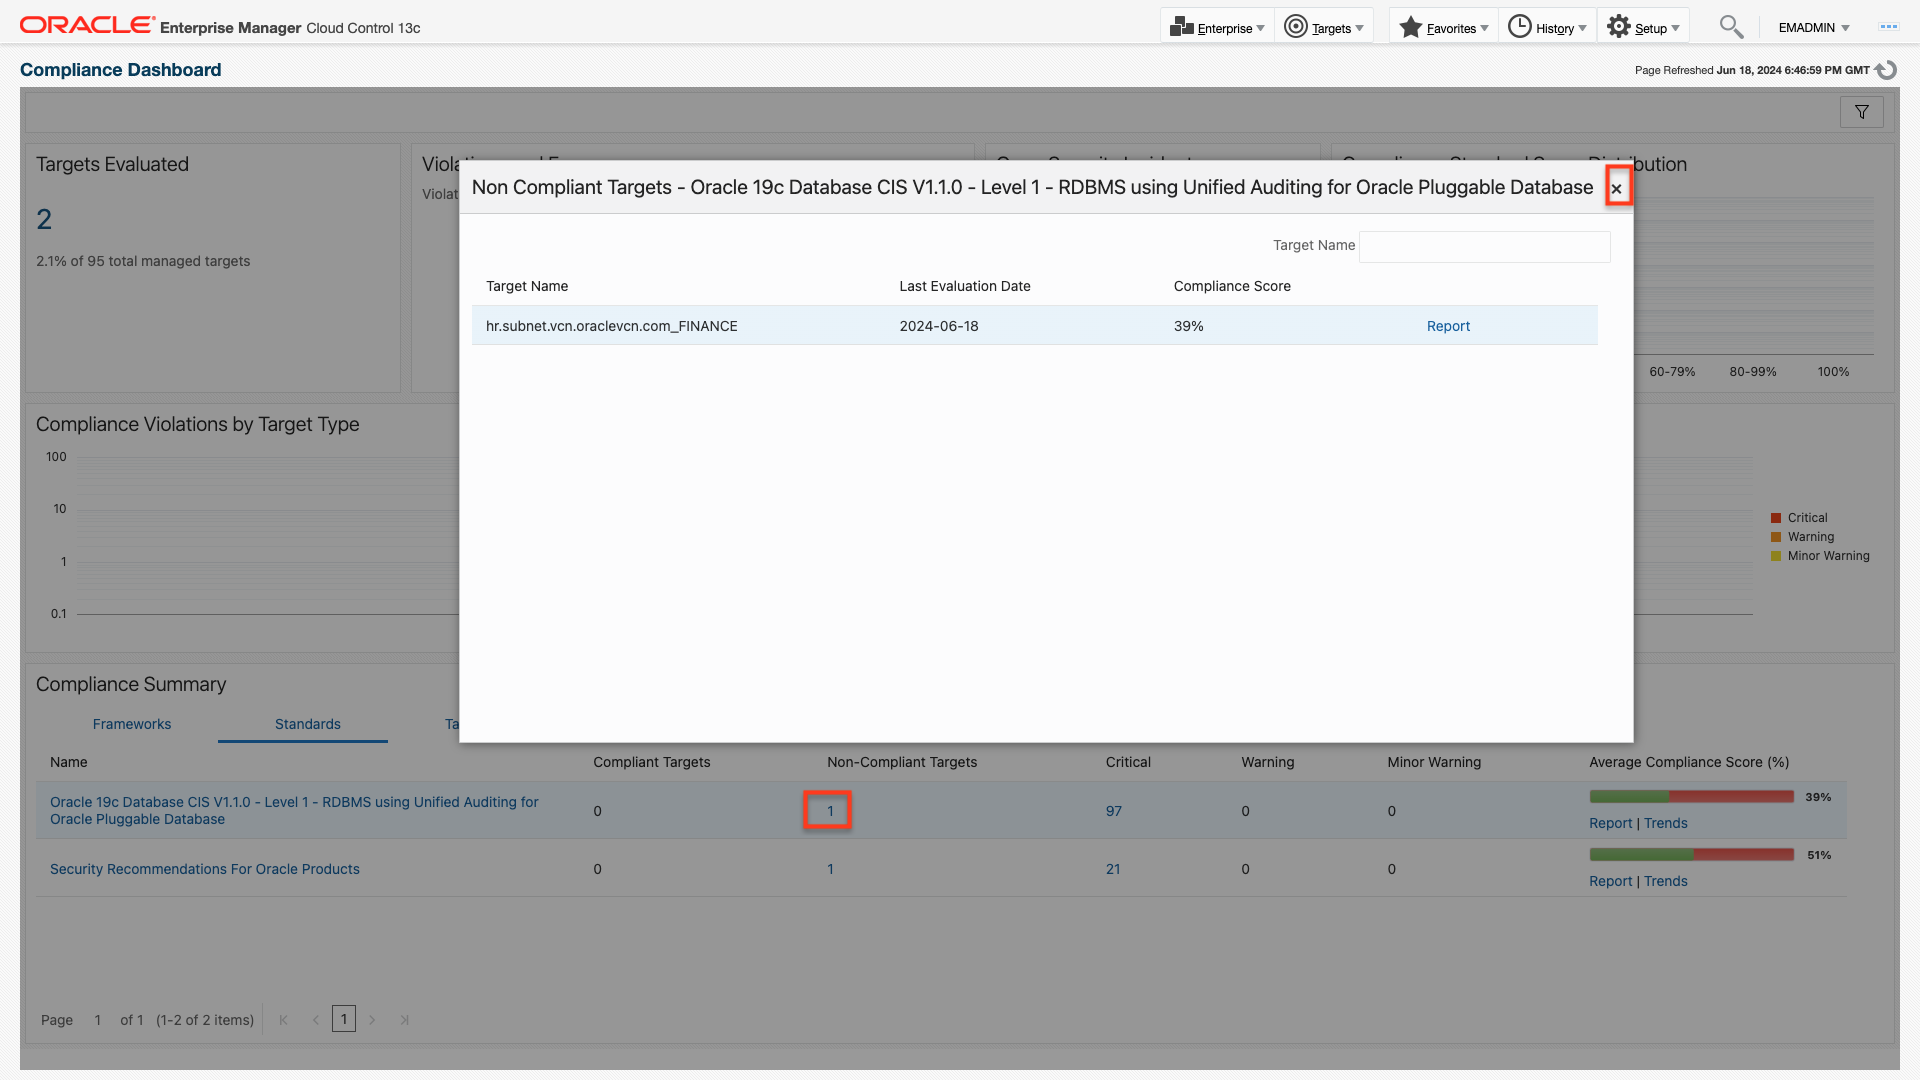 ORACLE Enterprise Manager Cloud Control 13c
Enterprise
Targets
Favorites
History
Setup
EMADMIN
Compliance Dashboard
Page Refreshed Jun 18, 2024 6:46:59 PM GMT
Targets Evaluated
2
2.1% of 95 total managed targets
Violat
Non Compliant Targets - Oracle 19c Database CIS V1.1.0 - Level 1 - RDBMS using Unified Auditing for Oracle Pluggable Database ×
Target Name
Target Name Last Evaluation Date Compliance Score
hr.subnet.vcn.oraclevcn.com_FINANCE 2024-06-18 39% Report
60-79% 80-99% 100%
Compliance Violations by Target Type
100
10
1
0.1
Critical
Warning
Minor Warning
Compliance Summary
Frameworks Standards Ta
Name Compliant Targets Non-Compliant Targets Critical Warning Minor Warning Average Compliance Score (%)
Oracle 19c Database CIS V1.1.0 - Level 1 - RDBMS using Unified Auditing for
Oracle Pluggable Database
0 1 97 0 0 39%
Report | Trends
Security Recommendations For Oracle Products 0 1 21 0 0 51%
Report | Trends
Page 1 of 1 (1-2 of 2 items) 1